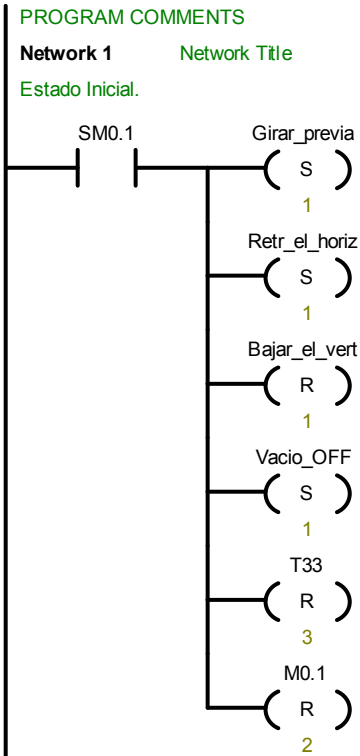 PROGRAM COMMENTS
Network 1 Network Title
Estado Inicial.
SM0.1 Girar_previa
S
1
Retr_el_horiz
S
1
Bajar_el_vert
R
1
Vacio_OFF
S
1
T33
R
3
M0.1
R
2